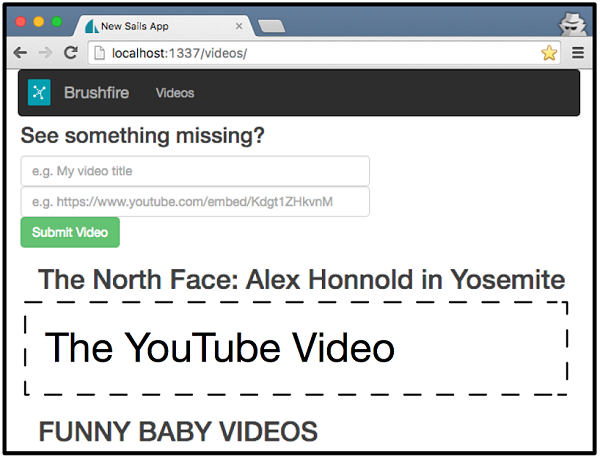 New Sails App
localhost:1337/videos/
Brushfire Videos
See something missing?
e.g. My video title
e.g. https://www.youtube.com/embed/Kdgt1ZHkvnM
Submit Video
The North Face: Alex Honnold in Yosemite
The YouTube Video
FUNNY BABY VIDEOS